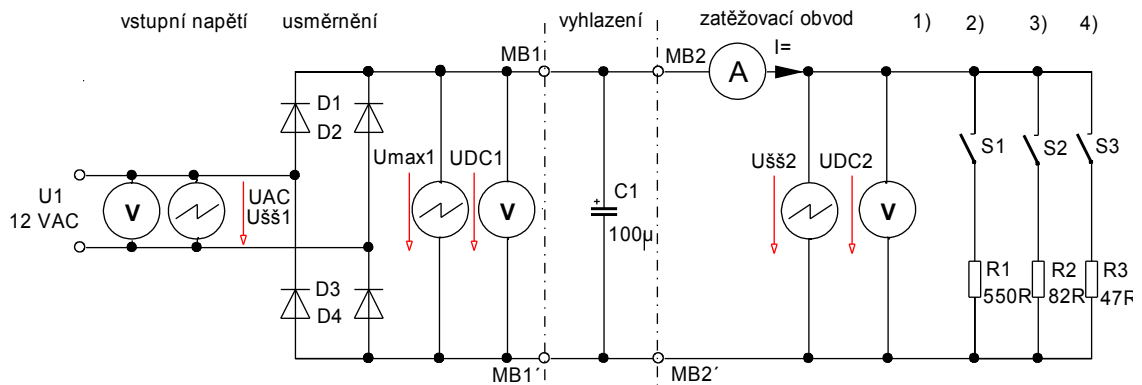 vstupní napětí
usměrnění
vyhlazení
zatěžovací obvod
1)
2)
3)
4)
MB1
MB2
I=
A
D1
D2
Umax1
UDC1
Ušš2
UDC2
S1
S2
S3
U1
12 VAC
V
UAC
Ušš1
V
C1
+
100µ
V
D3
D4
R1
550R
R2
82R
R3
47R
MB1´
MB2´